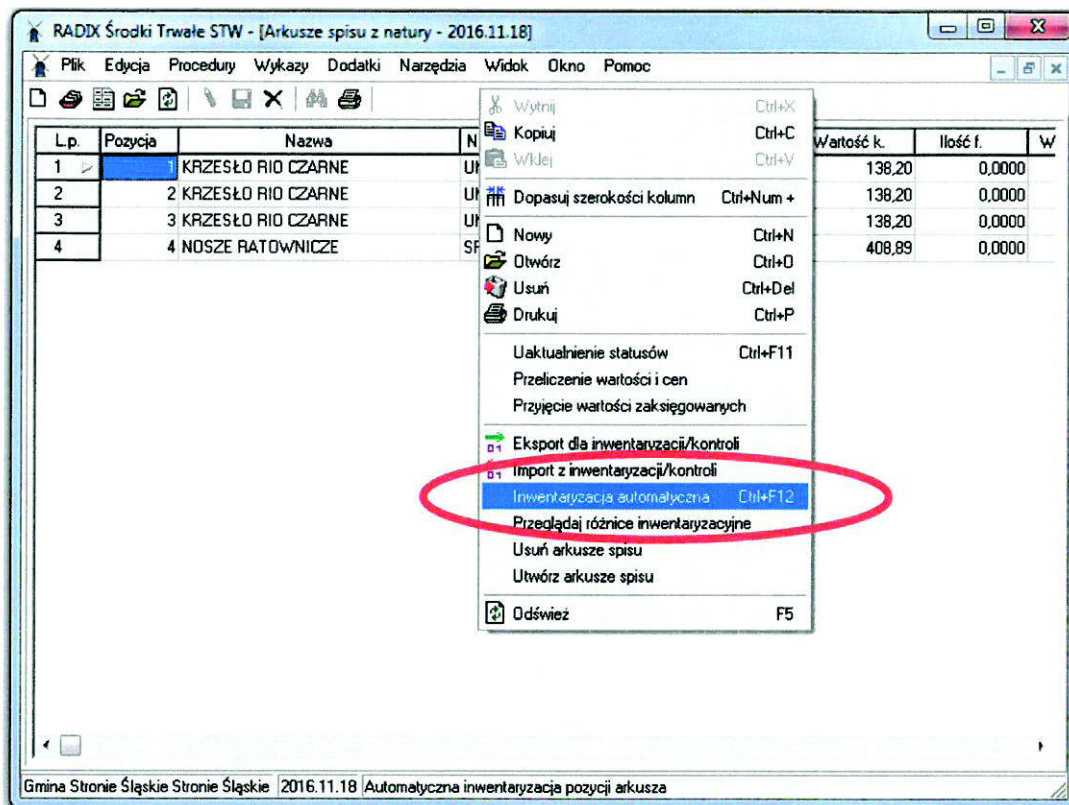 RADIX Środki Trwałe STW - [Arkusze spisu z natury - 2016.11.18]
Plik Edycja Procedury Wykazy Dodatki Narzędzia Widok Okno Pomoc
L.p. Pozycja Nazwa N Wartość k. Ilość f. W
1 1 KRZESŁO RIO CZARNE 138,20 0,0000
2 2 KRZESŁO RIO CZARNE 138,20 0,0000
3 3 KRZESŁO RIO CZARNE 138,20 0,0000
4 4 NOSZE RATOWNICZE 408,89 0,0000
Wytnij Ctrl+X
Kopiuj Ctrl+C
Wklej Ctrl+V
Dopasuj szerokości kolumn Ctrl+Num +
Nowy Ctrl+N
Otwórz Ctrl+O
Usuń Ctrl+Del
Drukuj Ctrl+P
Uaktualnienie statusów Ctrl+F11
Przeliczenie wartości i cen
Przyjęcie wartości zaksięgowanych
Eksport dla inwentaryzacji/kontroli
Import z inwentaryzacji/kontroli
Inwentaryzacja automatyczna Ctrl+F12
Przeglądaj różnice inwentaryzacyjne
Usuń arkusze spisu
Utwórz arkusze spisu
Odśwież F5
Gmina Stronie Śląskie Stronie Śląskie 2016.11.18 Automatyczna inwentaryzacja pozycji arkusza